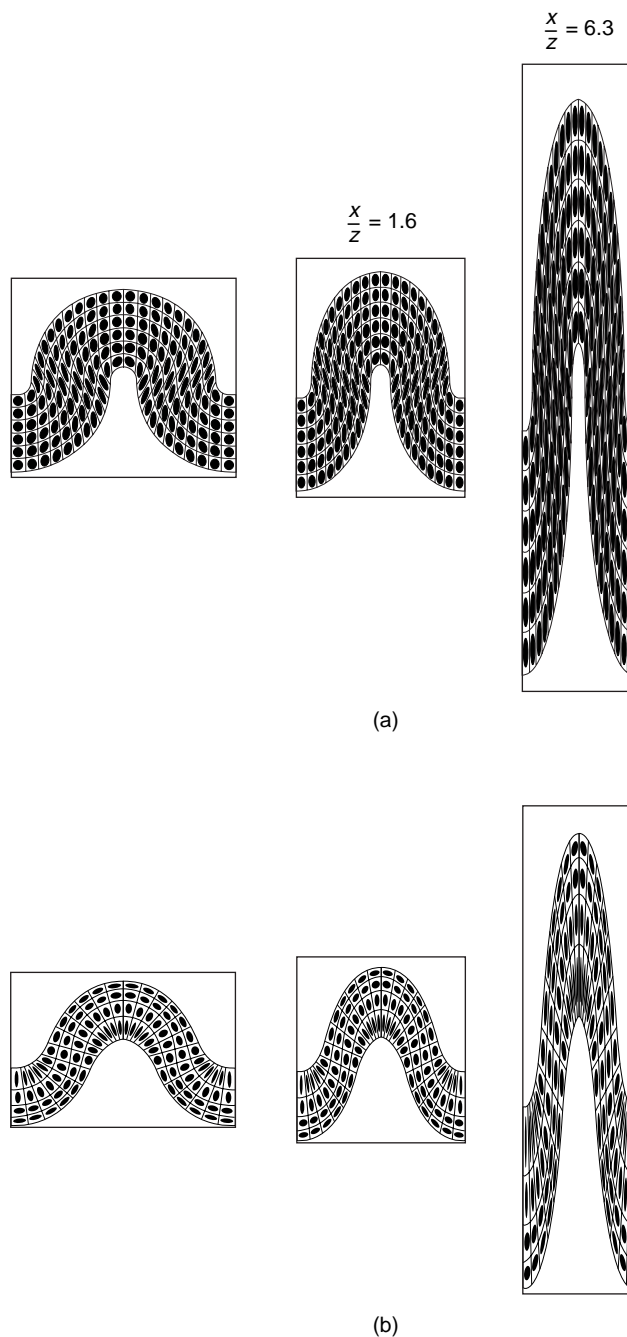 x/z = 6.3
x/z = 1.6
(a)
(b)